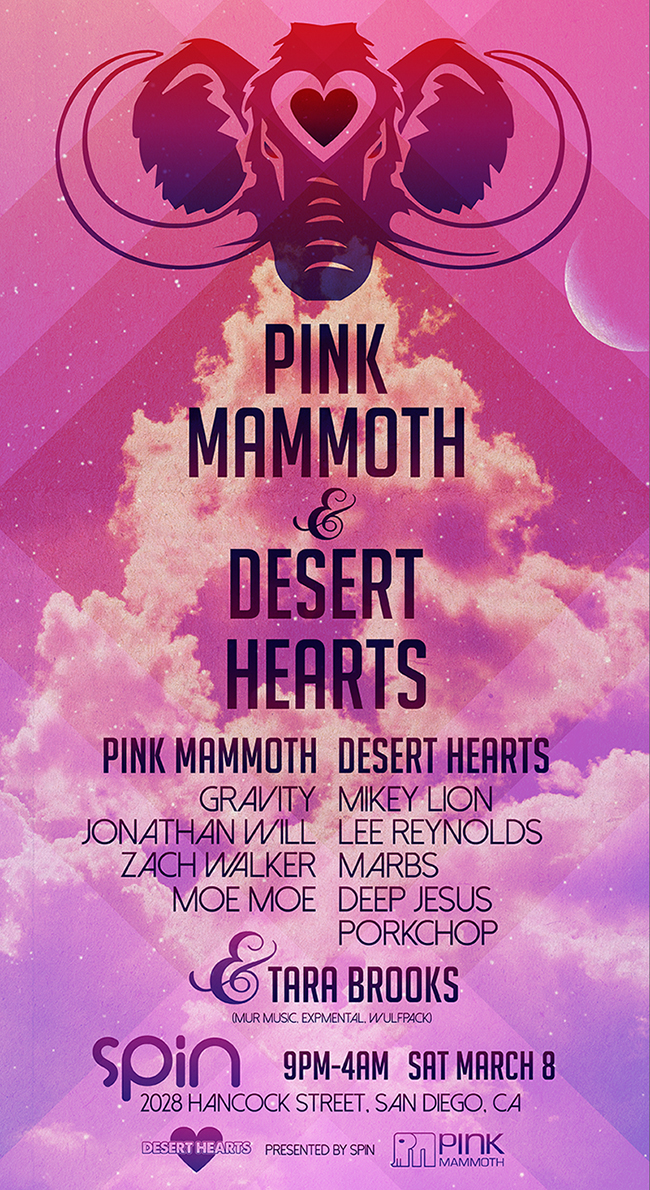 PINK
MAMMOTH
&
DESERT
HEARTS
PINK MAMMOTH
GRAVITY
JONATHAN WILL
ZACH WALKER
MOE MOE
DESERT HEARTS
MIKEY LION
LEE REYNOLDS
MARBS
DEEP JESUS
PORKCHOP
& TARA BROOKS
(MUR MUSIC, EXPMENTAL, WULFPACK)
spin 9PM-4AM SAT MARCH 8
2028 HANCOCK STREET, SAN DIEGO, CA
DESERT HEARTS
PRESENTED BY SPIN
PINK
MAMMOTH